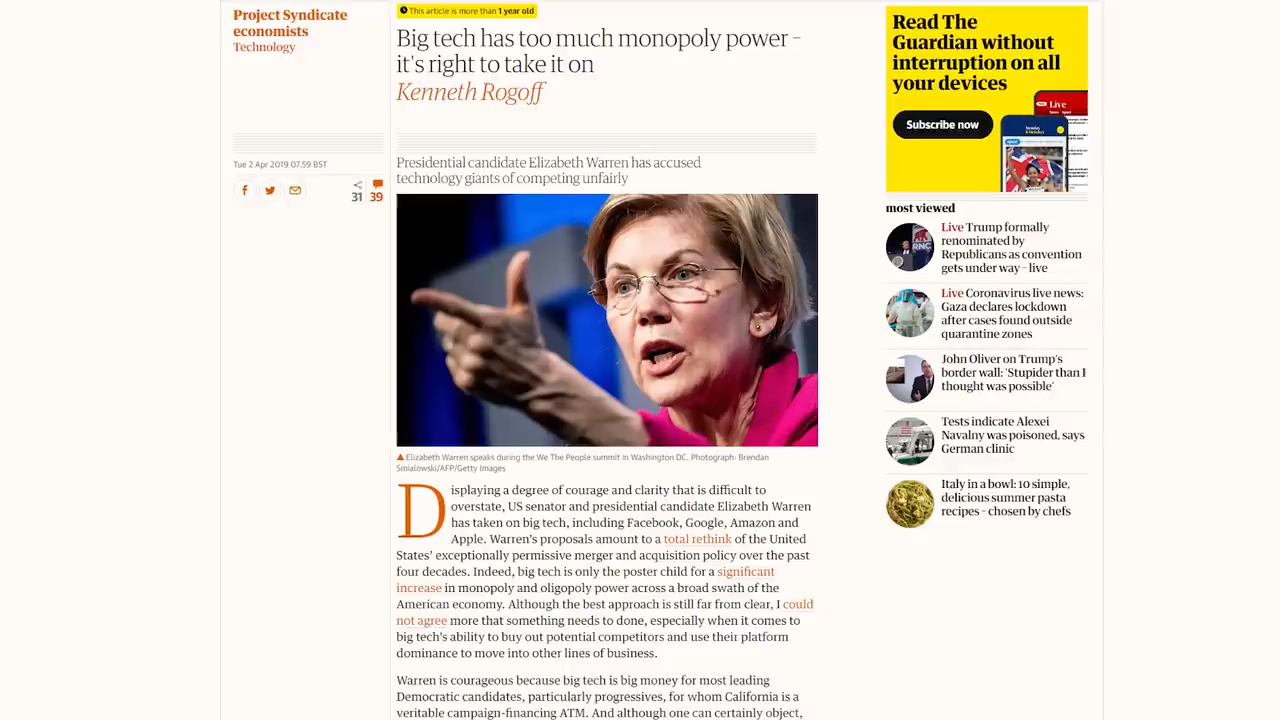 Project Syndicate
economists
Technology
Tue 2 Apr 2019 07.59 BST
31
39
This article is more than 1 year old
Big tech has too much monopoly power –
it's right to take it on
Kenneth Rogoff
Presidential candidate Elizabeth Warren has accused
technology giants of competing unfairly
Elizabeth Warren speaks during the We The People summit in Washington DC. Photograph: Brendan
Smialowski/AFP/Getty Images
Displaying a degree of courage and clarity that is difficult to
overstate, US senator and presidential candidate Elizabeth Warren
has taken on big tech, including Facebook, Google, Amazon and
Apple. Warren's proposals amount to a total rethink of the United
States' exceptionally permissive merger and acquisition policy over the past
four decades. Indeed, big tech is only the poster child for a significant
increase in monopoly and oligopoly power across a broad swath of the
American economy. Although the best approach is still far from clear, I could
not agree more that something needs to done, especially when it comes to
big tech's ability to buy out potential competitors and use their platform
dominance to move into other lines of business.
Warren is courageous because big tech is big money for most leading
Democratic candidates, particularly progressives, for whom California is a
veritable campaign-financing ATM. And although one can certainly object,
Read The
Guardian without
interruption on all
your devices
Subscribe now
Live
most viewed
Live Trump formally
renominated by
Republicans as convention
gets under way – live
Live Coronavirus live news:
Gaza declares lockdown
after cases found outside
quarantine zones
John Oliver on Trump's
border wall: 'Stupider than I
thought was possible'
Tests indicate Alexei
Navalny was poisoned, says
German clinic
Italy in a bowl: 10 simple,
delicious summer pasta
recipes – chosen by chefs